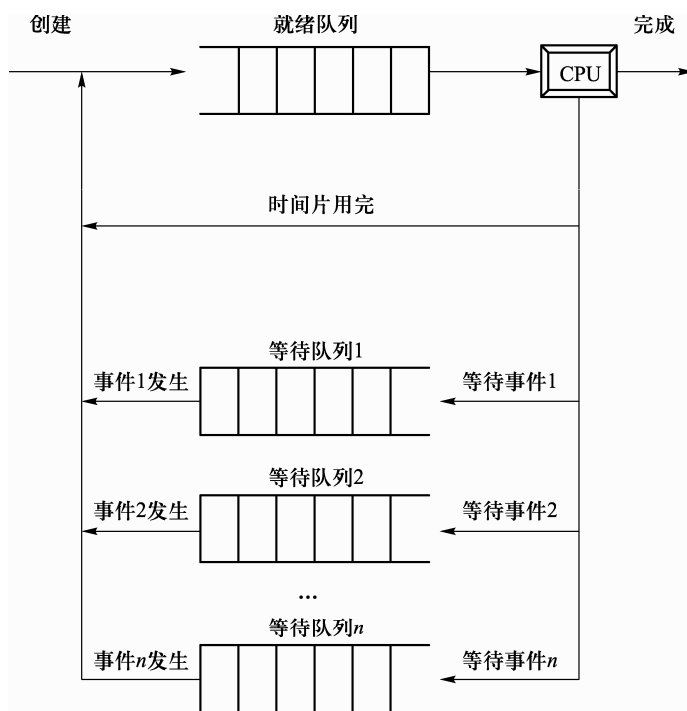 创建
就绪队列
完成
CPU
时间片用完
等待队列1
事件1发生
等待事件1
等待队列2
事件2发生
等待事件2
...
等待队列n
事件n发生
等待事件n